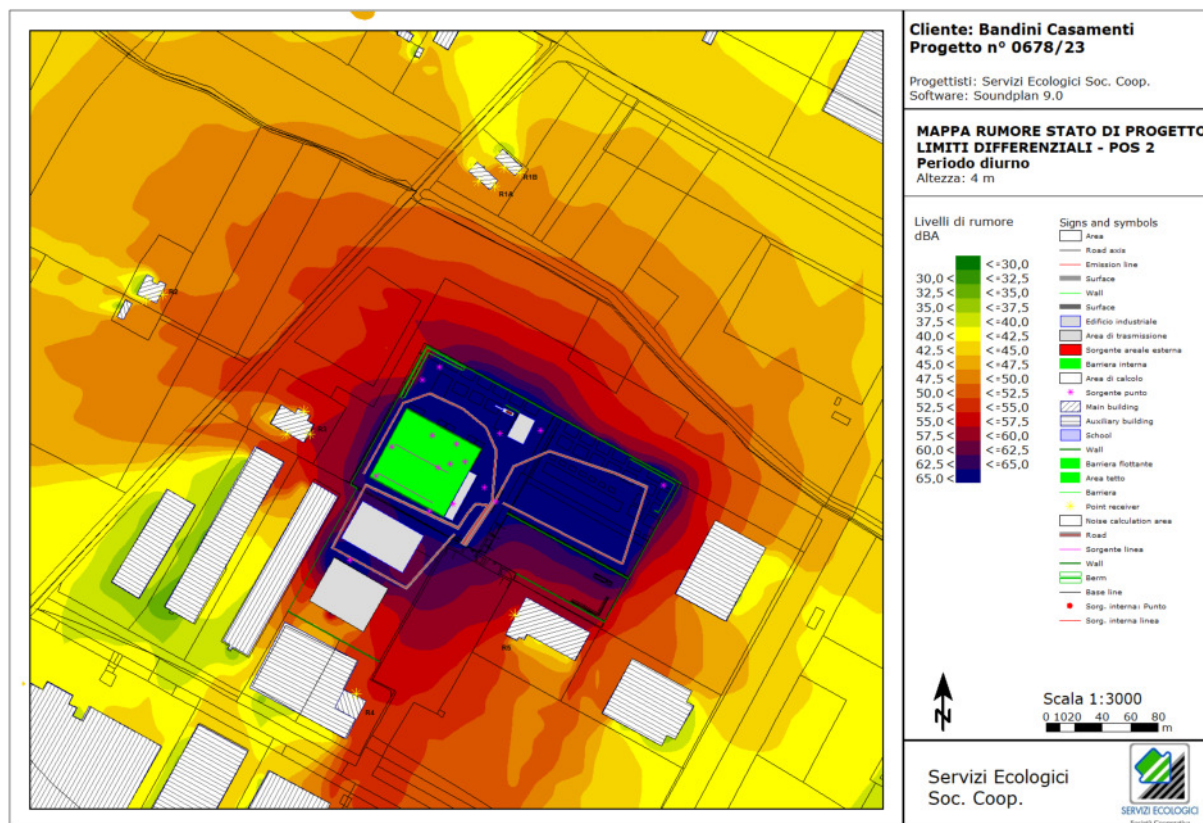 Cliente: Bandini Casamenti
Progetto n° 0678/23
Progettisti: Servizi Ecologici Soc. Coop.
Software: Soundplan 9.0
MAPPA RUMORE STATO DI PROGETTO
LIMITI DIFFERENZIALI - POS 2
Periodo diurno
Altezza: 4 m
Livelli di rumore
dBA
<=30,0
30,0 < <=32,5
32,5 < <=35,0
35,0 < <=37,5
37,5 < <=40,0
40,0 < <=42,5
42,5 < <=45,0
45,0 < <=47,5
47,5 < <=50,0
50,0 < <=52,5
52,5 < <=55,0
55,0 < <=57,5
57,5 < <=60,0
60,0 < <=62,5
62,5 < <=65,0
65,0 <
Signs and symbols
Area
Road axis
Emission line
Surface
Wall
Surface
Edificio industriale
Area di trasmissione
Sorgente areale esterna
Barriera interna
Area di calcolo
Sorgente punto
Main building
Auxiliary building
School
Wall
Barriera flottante
Area tetto
Barriera
Point receiver
Noise calculation area
Road
Sorgente linea
Wall
Berm
Base line
Sorg. interna: Punto
Sorg. interna linea
R1B
R1A
R4
N
Scala 1:3000
0 1020 40 60 80
m
Servizi Ecologici
Soc. Coop.
SERVIZI ECOLOGICI